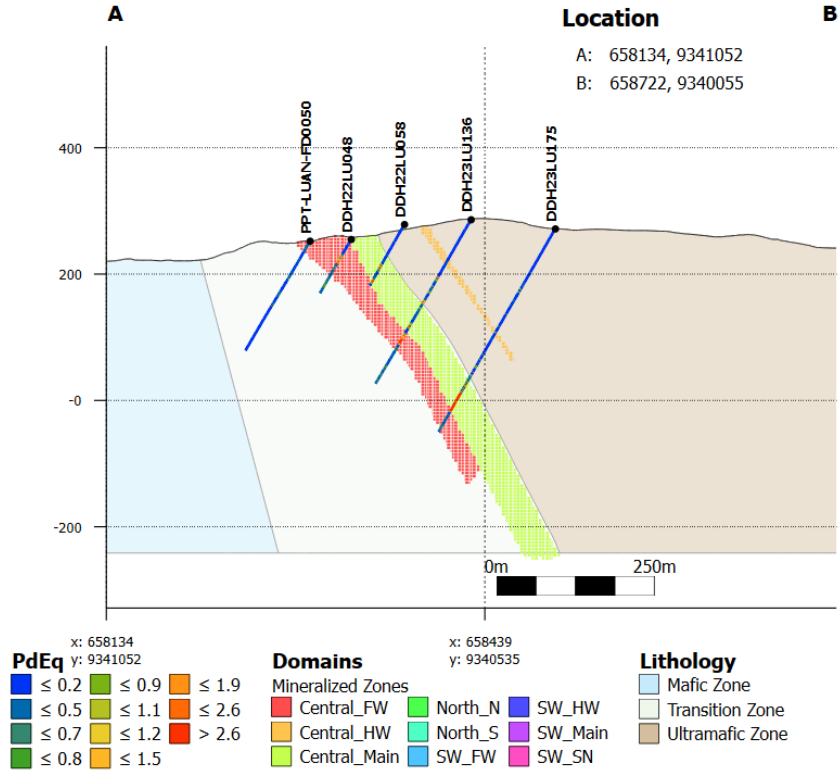 A
B
Location
A: 658134, 9341052
B: 658722, 9340055
PPT-LUAN-FD0050
DDH22LU048
DDH22LU058
DDH23LU136
DDH23LU175
400
200
-0
-200
0m 250m
x: 658134
y: 9341052
x: 658439
y: 9340535
PdEq
≤ 0.2 ≤ 0.9 ≤ 1.9
≤ 0.5 ≤ 1.1 ≤ 2.6
≤ 0.7 ≤ 1.2 > 2.6
≤ 0.8 ≤ 1.5
Domains
Mineralized Zones
Central_FW North_N SW_HW
Central_HW North_S SW_Main
Central_Main SW_FW SW_SN
Lithology
Mafic Zone
Transition Zone
Ultramafic Zone